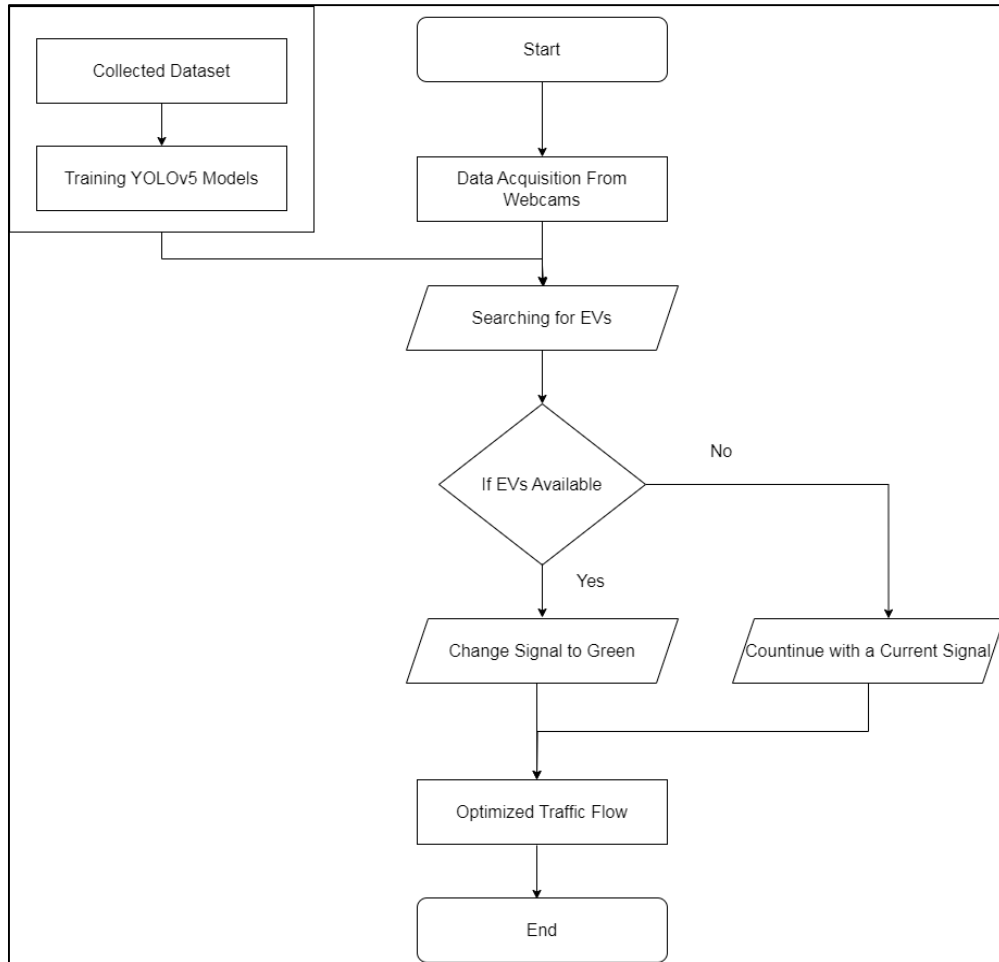 Collected Dataset
Training YOLOv5 Models
Start
Data Acquisition From
Webcams
Searching for EVs
If EVs Available
No
Yes
Change Signal to Green
Countinue with a Current Signal
Optimized Traffic Flow
End